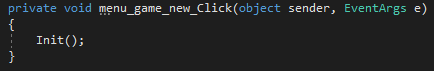 private void menu_game_new_Click(object sender, EventArgs e)
{
    Init();
}